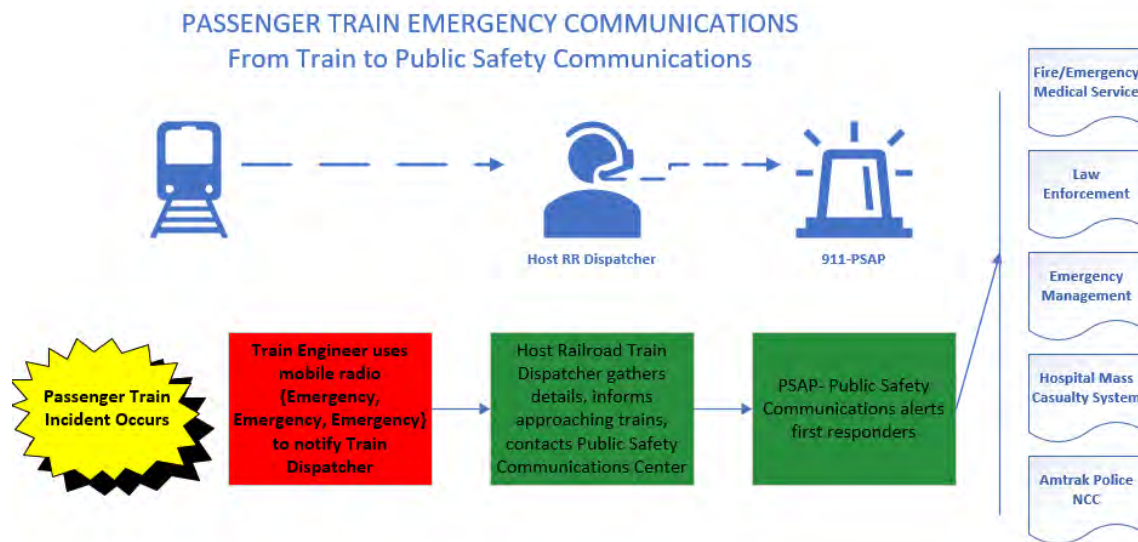 PASSENGER TRAIN EMERGENCY COMMUNICATIONS
From Train to Public Safety Communications
Host RR Dispatcher
911-PSAP
Passenger Train
Incident Occurs
Train Engineer uses
mobile radio
{Emergency,
Emergency, Emergency}
to notify Train
Dispatcher
Host Railroad Train
Dispatcher gathers
details, informs
approaching trains,
contacts Public Safety
Communications Center
PSAP- Public Safety
Communications alerts
first responders
Fire/Emergency
Medical Service
Law
Enforcement
Emergency
Management
Hospital Mass
Casualty System
Amtrak Police
NCC